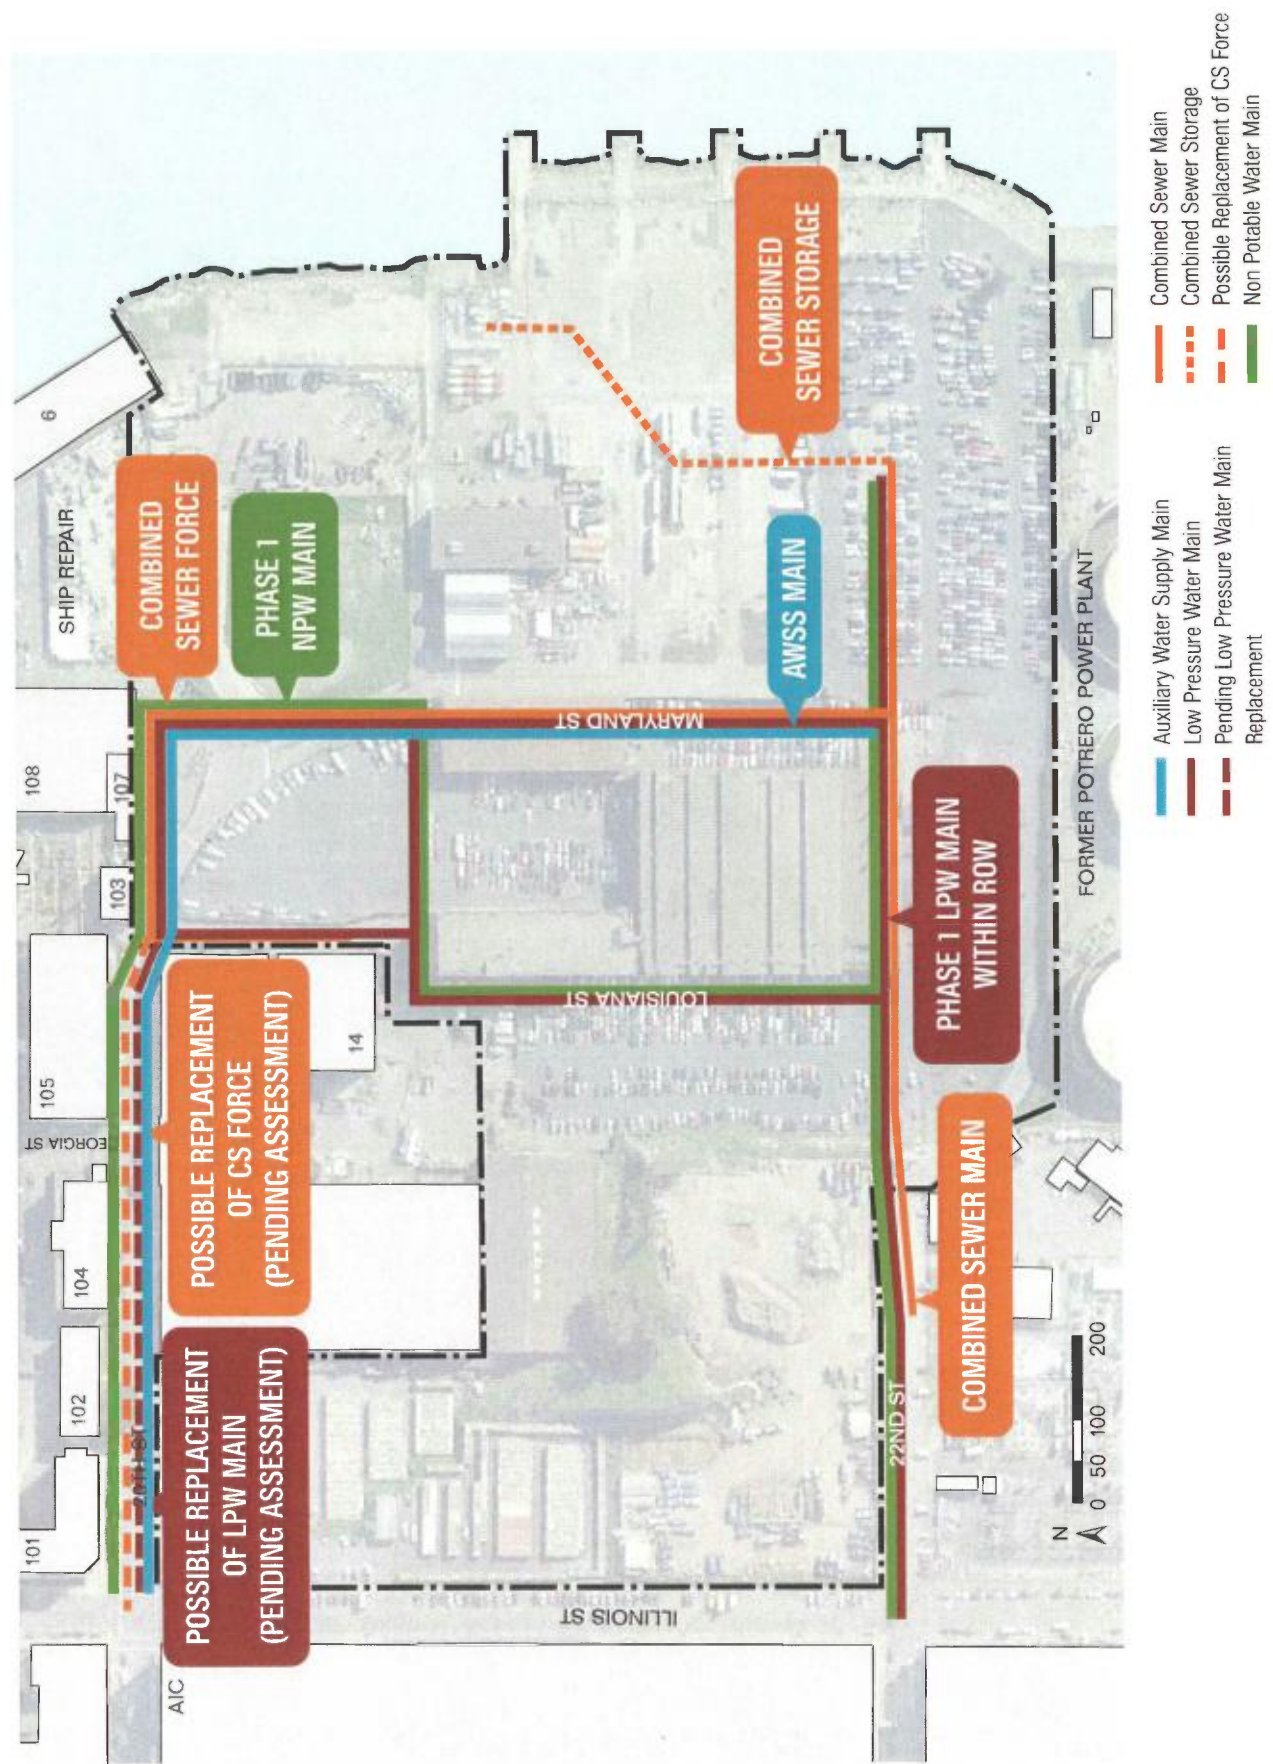 6
SHIP REPAIR
108
107
103
105
EORGIA ST
104
102
101
COMBINED
SEWER FORCE
PHASE 1
NPW MAIN
COMBINED
SEWER STORAGE
AWSS MAIN
MARYLAND ST
LOUISIANA ST
14
POSSIBLE REPLACEMENT
OF CS FORCE
(PENDING ASSESSMENT)
POSSIBLE REPLACEMENT
OF LPW MAIN
(PENDING ASSESSMENT)
PHASE 1 LPW MAIN
WITHIN ROW
COMBINED SEWER MAIN
FORMER POTRERO POWER PLANT
22ND ST
ILLINOIS ST
AIC
N
0 50 100 200
Auxiliary Water Supply Main
Low Pressure Water Main
Pending Low Pressure Water Main
Replacement
Combined Sewer Main
Combined Sewer Storage
Possible Replacement of CS Force
Non Potable Water Main